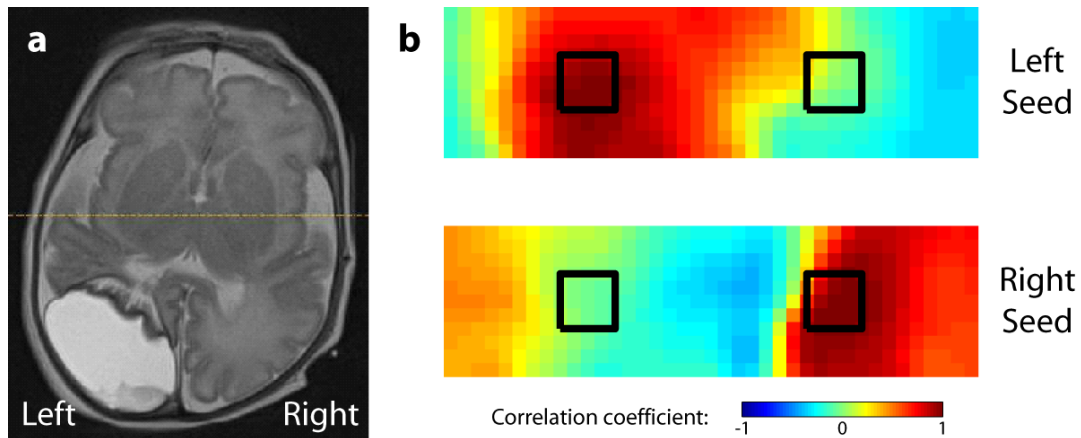 a
Left
Right
b
Left
Seed
Right
Seed
Correlation coefficient:
-1
0
1